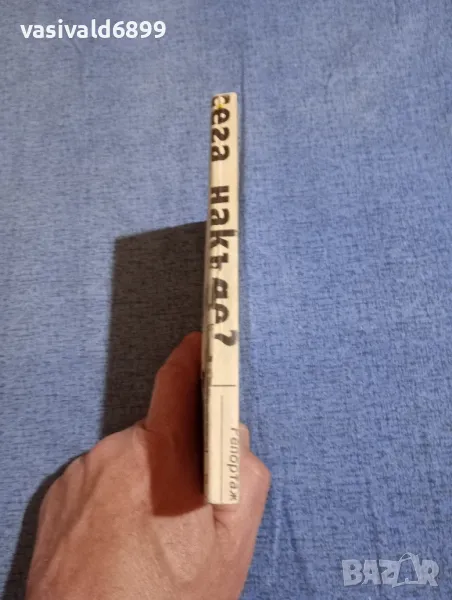 vasivald6899
сега накъде?
Репортаж
BAZAR